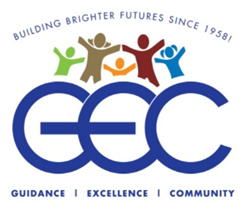 BUILDING BRIGHTER FUTURES SINCE 1958!
GEC
GUIDANCE | EXCELLENCE | COMMUNITY